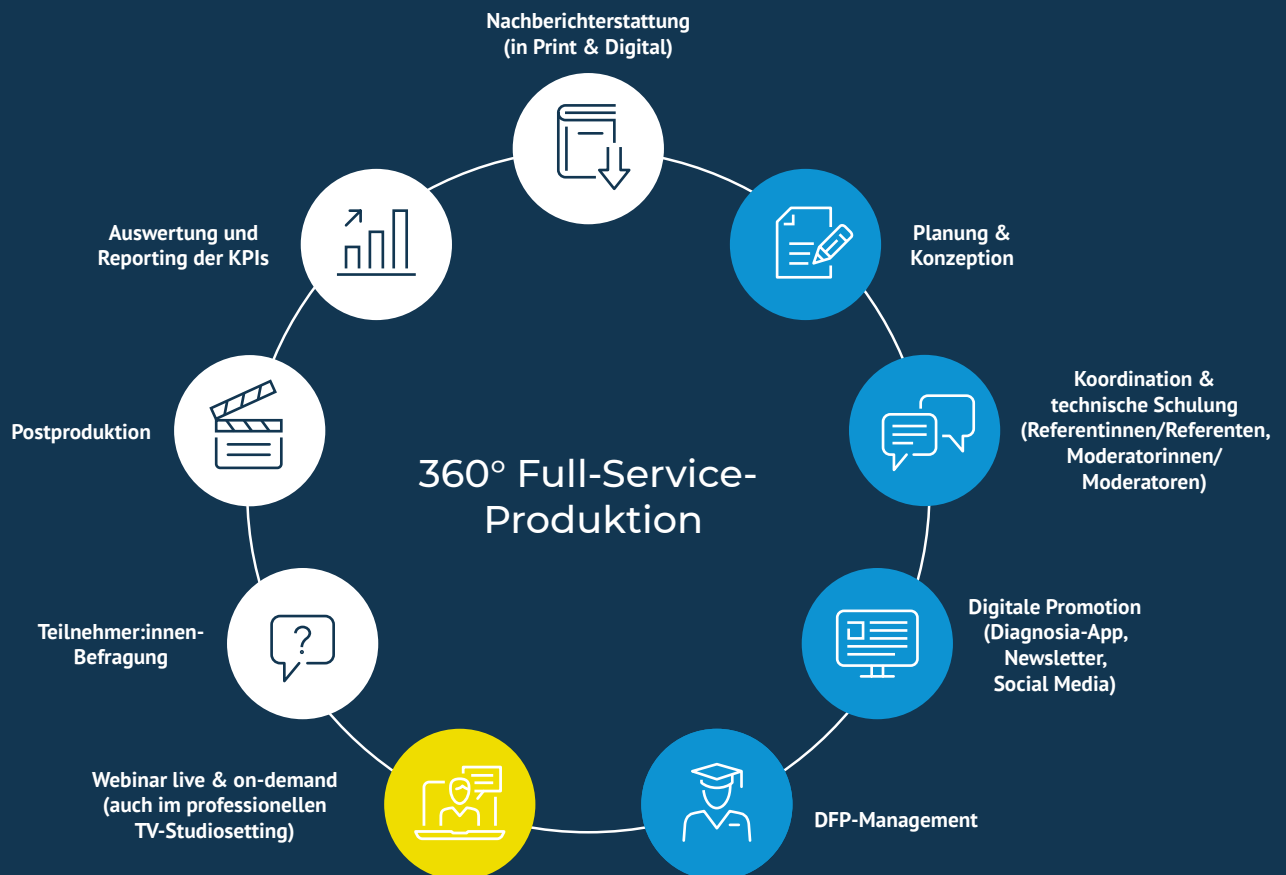 Nachberichterstattung
(in Print & Digital)
Planung &
Konzeption
Koordination &
technische Schulung
(Referentinnen/Referenten,
Moderatorinnen/
Moderatoren)
Digitale Promotion
(Diagnosia-App,
Newsletter,
Social Media)
DFP-Management
Webinar live & on-demand
(auch im professionellen
TV-Studiosetting)
?
Teilnehmer:innen-
Befragung
Postproduktion
Auswertung und
Reporting der KPIs
360° Full-Service-
Produktion